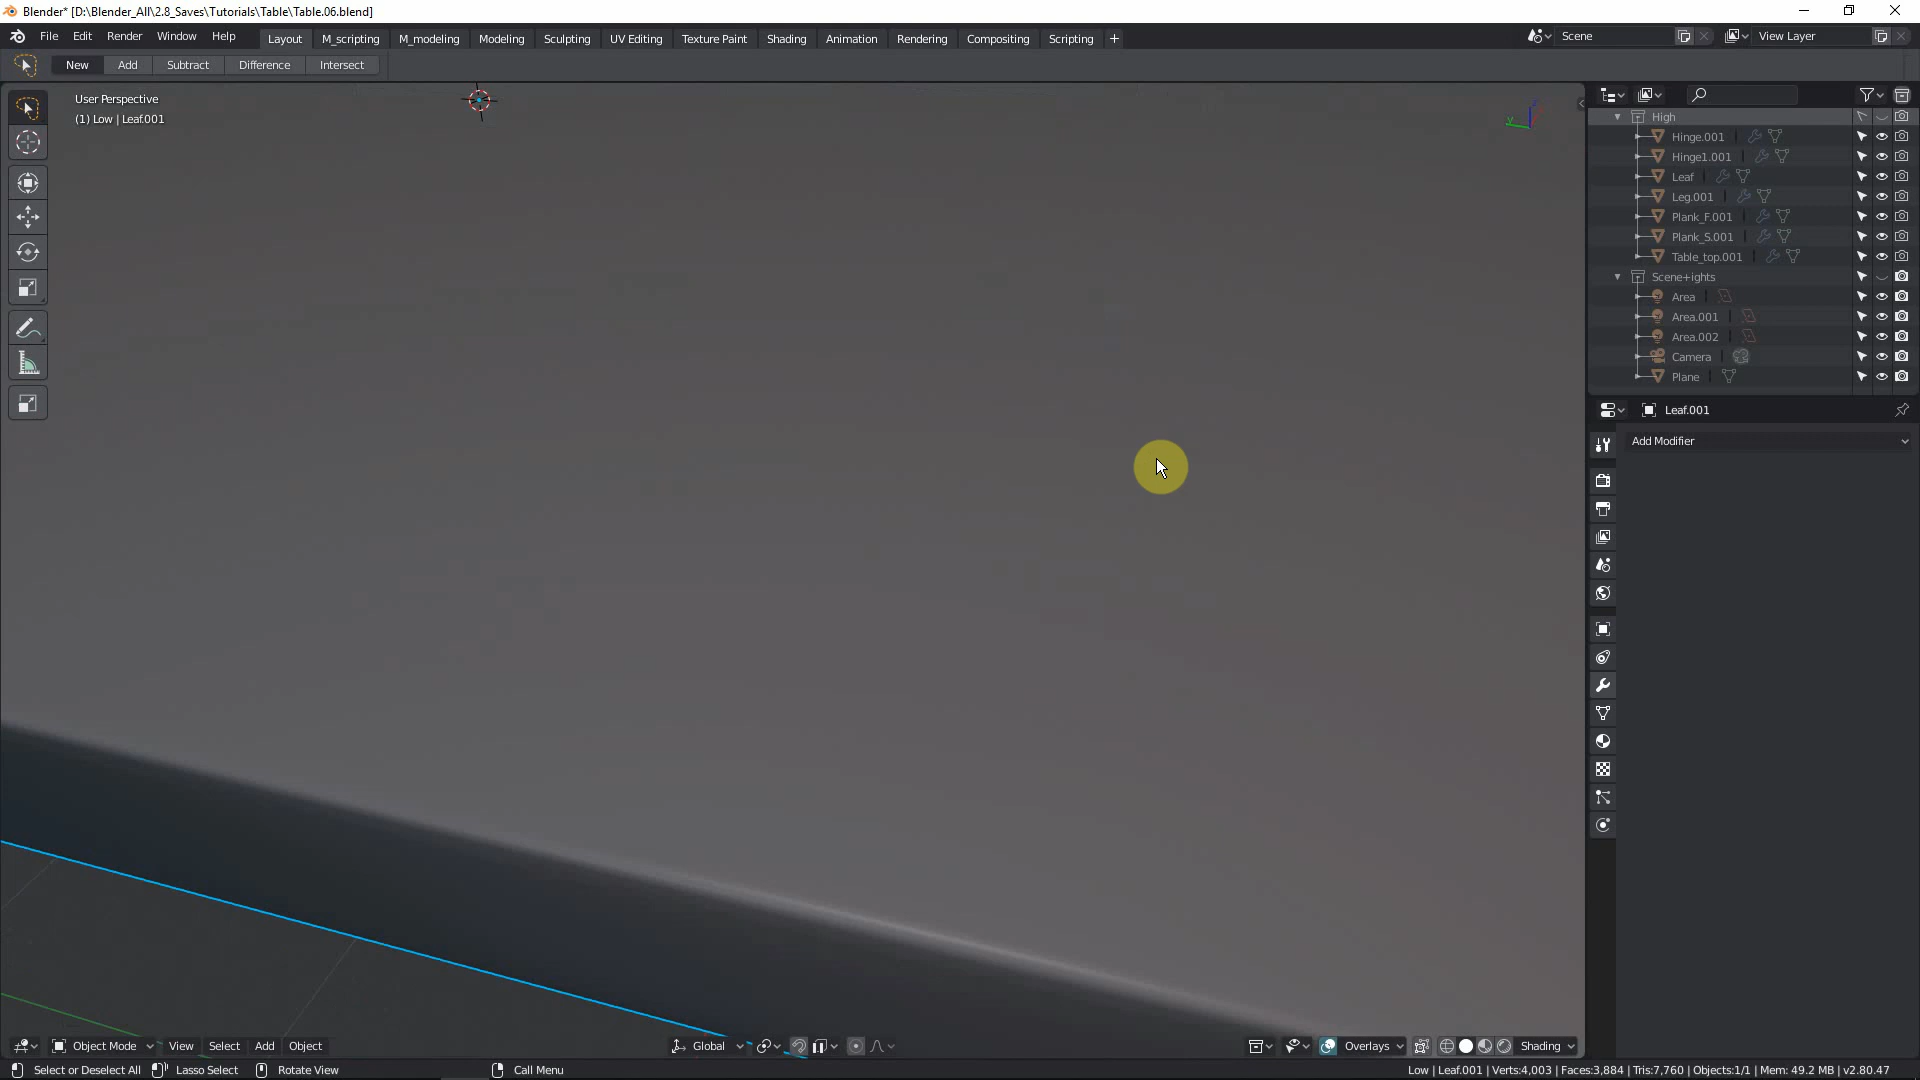 Blender* [D:\Blender_All\2.8_Saves\Tutorials\Table\Table.06.blend]
File Edit Render Window Help Layout M_scripting M_modeling Modeling Sculpting UV Editing Texture Paint Shading Animation Rendering Compositing Scripting + Scene View Layer
New Add Subtract Difference Intersect
User Perspective
(1) Low | Leaf.001
High
Hinge.001
Hinge1.001
Leaf
Leg.001
Plank_F.001
Plank_S.001
Table_top.001
Scene+ights
Area
Area.001
Area.002
Camera
Plane
Leaf.001
Add Modifier
Object Mode View Select Add Object Global Overlays Shading
Select or Deselect All Lasso Select Rotate View Call Menu Low | Leaf.001 | Verts:4,003 | Faces:3,884 | Tris:7,760 | Objects:1/1 | Mem: 49.2 MB | v2.80.47